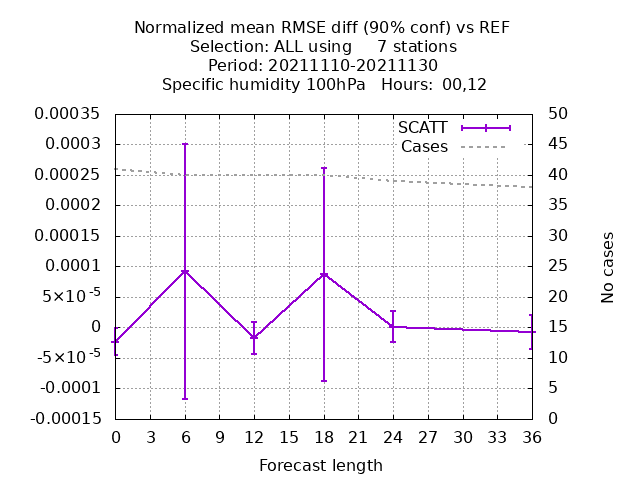 Normalized mean RMSE diff (90% conf) vs REF
Selection: ALL using     7 stations
Period: 20211110-20211130
Specific humidity 100hPa   Hours:  00,12
0.00035
0.0003
0.00025
0.0002
0.00015
0.0001
5×10⁻⁵
0
-5×10⁻⁵
-0.0001
-0.00015
SCATT
Cases
50
45
40
35
30
25
20
15
10
5
0
No cases
0 3 6 9 12 15 18 21 24 27 30 33 36
Forecast length